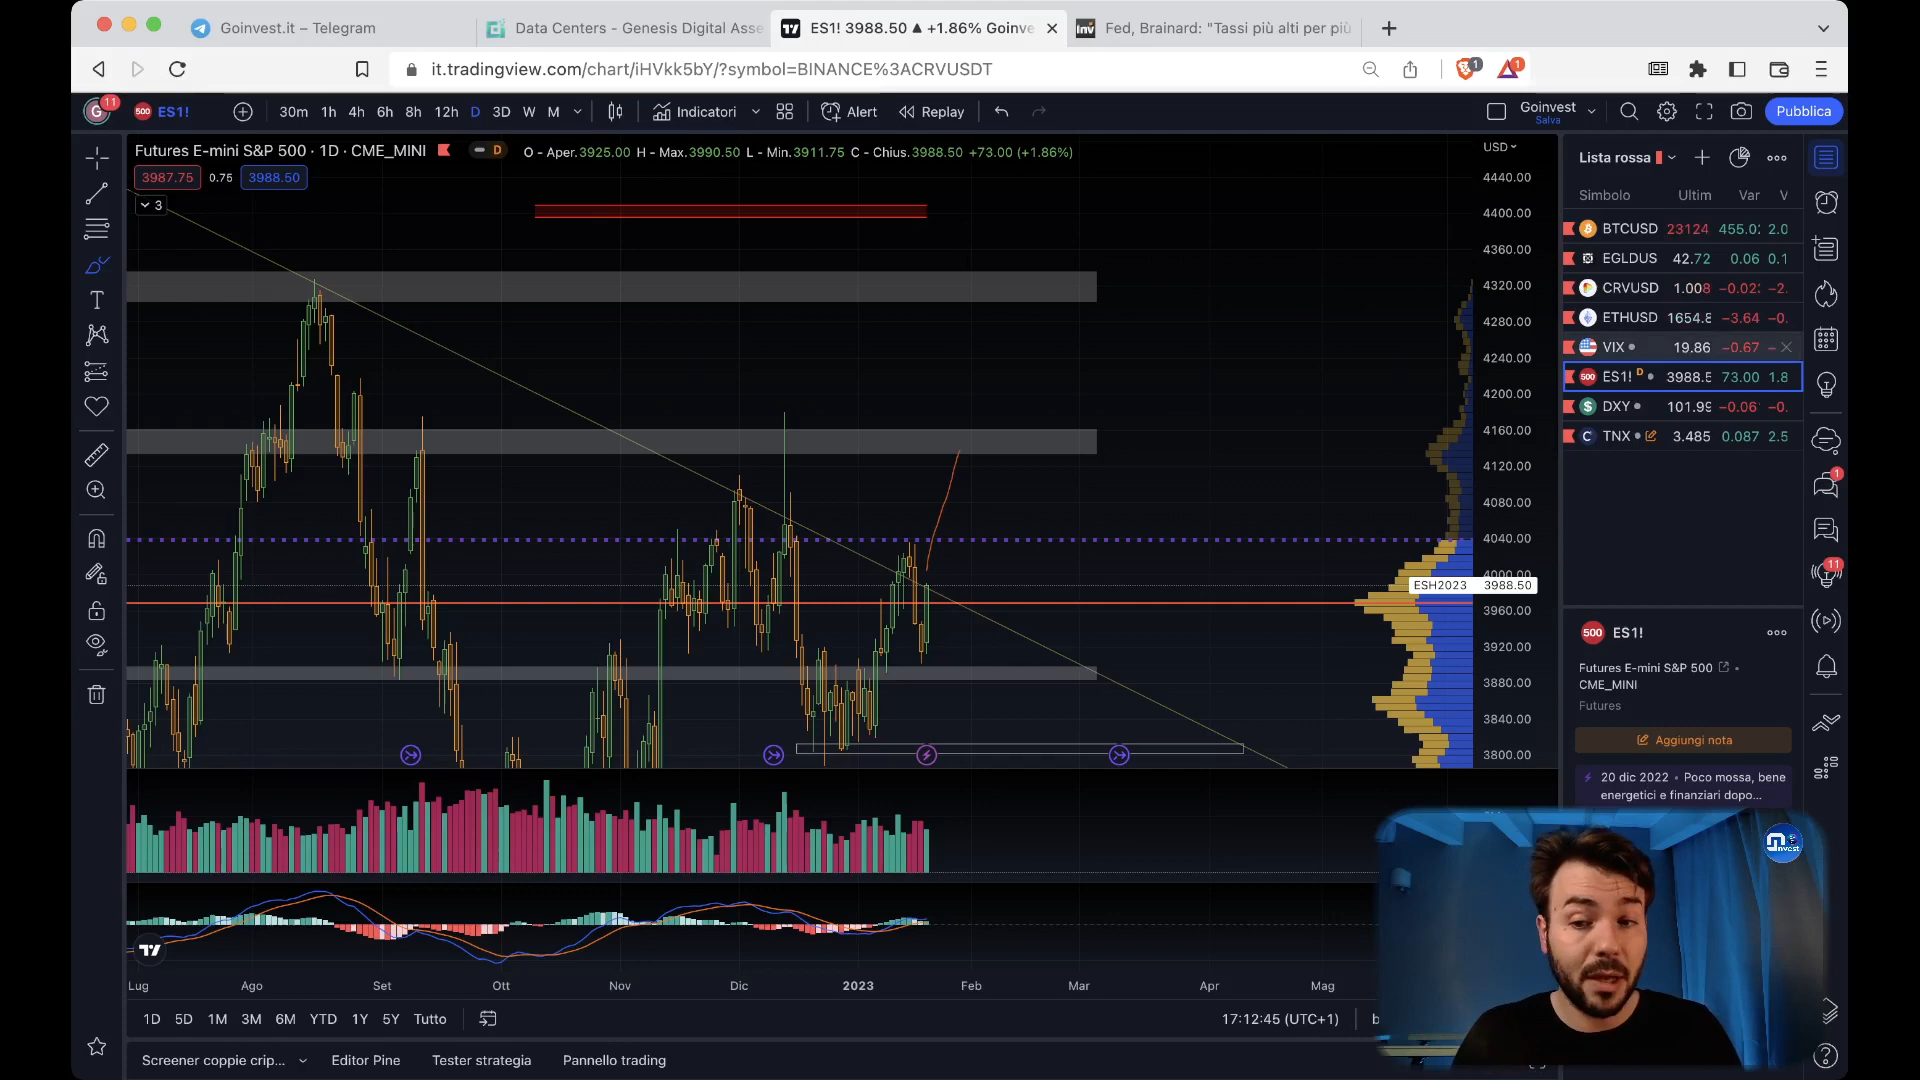 Goinvest.it – Telegram
Data Centers - Genesis Digital Asse
ES1! 3988.50 ▲ +1.86% Goinve
Fed, Brainard: "Tassi più alti per più
it.tradingview.com/chart/iHVkk5bY/?symbol=BINANCE%3ACRVUSDT
1
1
11
G
500 ES1!
30m 1h 4h 6h 8h 12h D 3D W M
Indicatori
Alert
Replay
Goinvest
Salva
Pubblica
Futures E-mini S&P 500 · 1D · CME_MINI
D
O - Aper.3925.00 H - Max.3990.50 L - Min.3911.75 C - Chius.3988.50 +73.00 (+1.86%)
3987.75 0.75 3988.50
3
USD
4440.00
4400.00
4360.00
4320.00
4280.00
4240.00
4200.00
4160.00
4120.00
4080.00
4040.00
4000.00
ESH2023 3988.50
3960.00
3920.00
3880.00
3840.00
3800.00
Lug Ago Set Ott Nov Dic 2023 Feb Mar Apr Mag
1D 5D 1M 3M 6M YTD 1Y 5Y Tutto
17:12:45 (UTC+1)
Screener coppie crip... Editor Pine Tester strategia Pannello trading
Lista rossa
Simbolo Ultim Var V
BTCUSD 23124 455.0 2.0
EGLDUS 42.72 0.06 0.1
CRVUSD 1.008 −0.02 −2.
ETHUSD 1654.8 −3.64 −0.
VIX 19.86 −0.67 −
500 ES1! D 3988.5 73.00 1.8
DXY 101.99 −0.06 −0.
TNX 3.485 0.087 2.5
500 ES1!
Futures E-mini S&P 500
CME_MINI
Futures
Aggiungi nota
20 dic 2022 • Poco mossa, bene
energetici e finanziari dopo...
1
11